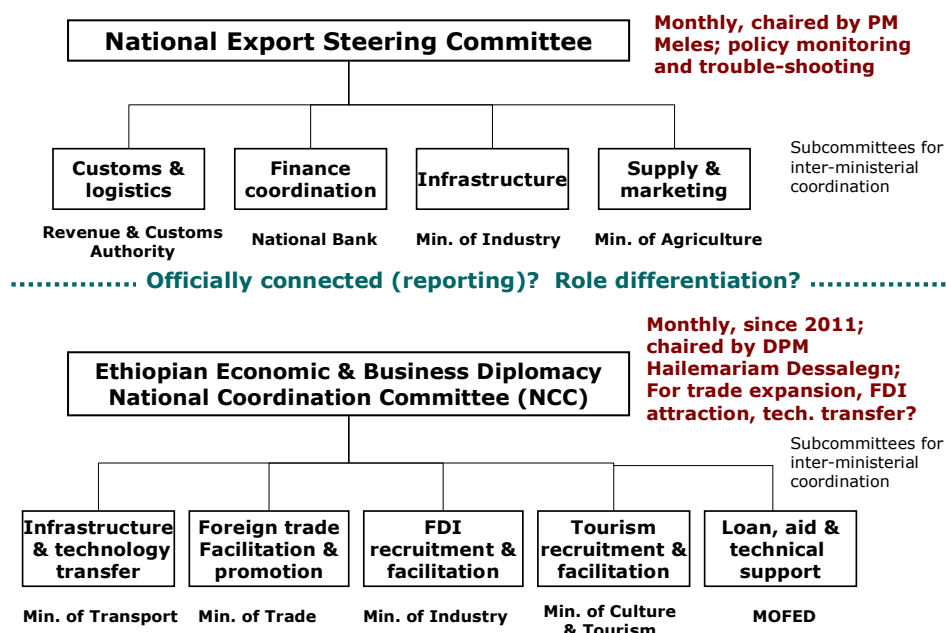 National Export Steering Committee
Monthly, chaired by PM
Meles; policy monitoring
and trouble-shooting
Customs &
logistics
Finance
coordination
Infrastructure
Supply &
marketing
Subcommittees for
inter-ministerial
coordination
Revenue & Customs
Authority
National Bank
Min. of Industry
Min. of Agriculture
Officially connected (reporting)? Role differentiation?
Monthly, since 2011;
chaired by DPM
Hailemariam Dessalegn;
For trade expansion, FDI
attraction, tech. transfer?
Ethiopian Economic & Business Diplomacy
National Coordination Committee (NCC)
Subcommittees for
inter-ministerial
coordination
Infrastructure
& technology
transfer
Foreign trade
Facilitation &
promotion
FDI
recruitment &
facilitation
Tourism
recruitment &
facilitation
Loan, aid &
technical
support
Min. of Transport
Min. of Trade
Min. of Industry
Min. of Culture
& Tourism
MOFED